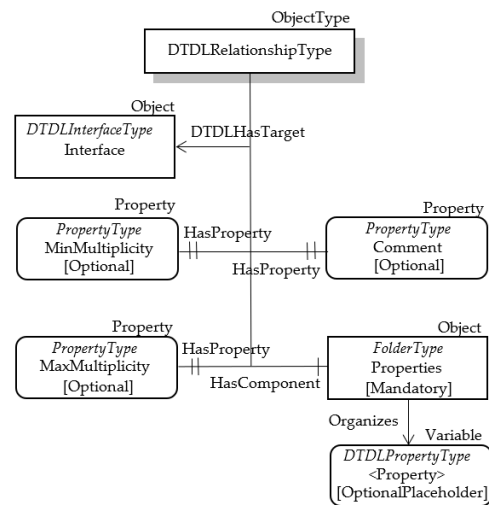 ObjectType
DTDLRelationshipType
Object
DTDLInterfaceType
Interface
DTDLHasTarget
Property
PropertyType
MinMultiplicity
[Optional]
HasProperty
HasProperty
Property
PropertyType
Comment
[Optional]
Property
PropertyType
MaxMultiplicity
[Optional]
HasProperty
HasComponent
Object
FolderType
Properties
[Mandatory]
Organizes
Variable
DTDLPropertyType
<Property>
[OptionalPlaceholder]